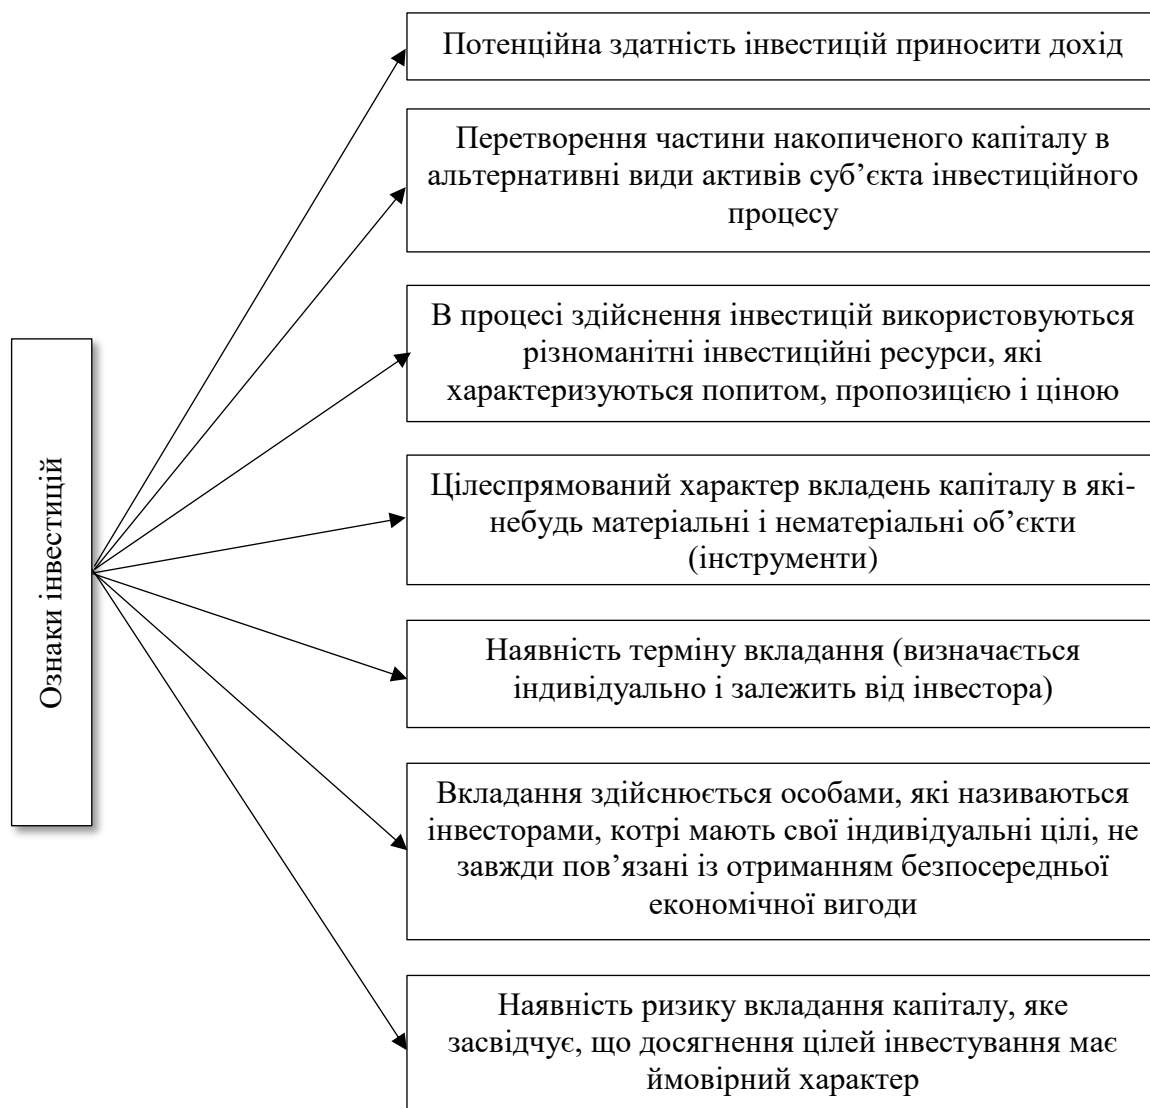 Ознаки інвестицій
Потенційна здатність інвестицій приносити дохід
Перетворення частини накопиченого капіталу в
альтернативні види активів суб’єкта інвестиційного
процесу
В процесі здійснення інвестицій використовуються
різноманітні інвестиційні ресурси, які
характеризуються попитом, пропозицією і ціною
Цілеспрямований характер вкладень капіталу в які-
небудь матеріальні і нематеріальні об’єкти
(інструменти)
Наявність терміну вкладання (визначається
індивідуально і залежить від інвестора)
Вкладання здійснюється особами, які називаються
інвесторами, котрі мають свої індивідуальні цілі, не
завжди пов’язані із отриманням безпосередньої
економічної вигоди
Наявність ризику вкладання капіталу, яке
засвідчує, що досягнення цілей інвестування має
ймовірний характер